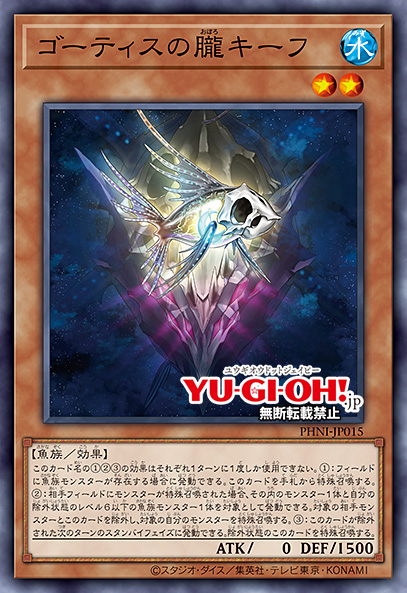 おぼろ
ゴーティスの朧キーフ
水
ユウギオウドットジェイピー
YU-GI-OH!.jp
無断転載禁止
PHNI-JP015
【魚族／効果】
このカード名の①②③の効果はそれぞれ1ターンに1度しか使用できない。①：フィールド
に魚族モンスターが存在する場合に発動できる。このカードを手札から特殊召喚する。
②：相手フィールドにモンスターが特殊召喚された場合、その内のモンスター1体と自分の
除外状態のレベル6以下の魚族モンスター1体を対象として発動できる。対象の相手モン
スターとこのカードを除外し、対象の自分のモンスターを特殊召喚する。③：このカードが除外
された次のターンのスタンバイフェイズに発動できる。除外状態のこのカードを特殊召喚する。
ATK/ 0 DEF/1500
©スタジオ・ダイス／集英社・テレビ東京・KONAMI